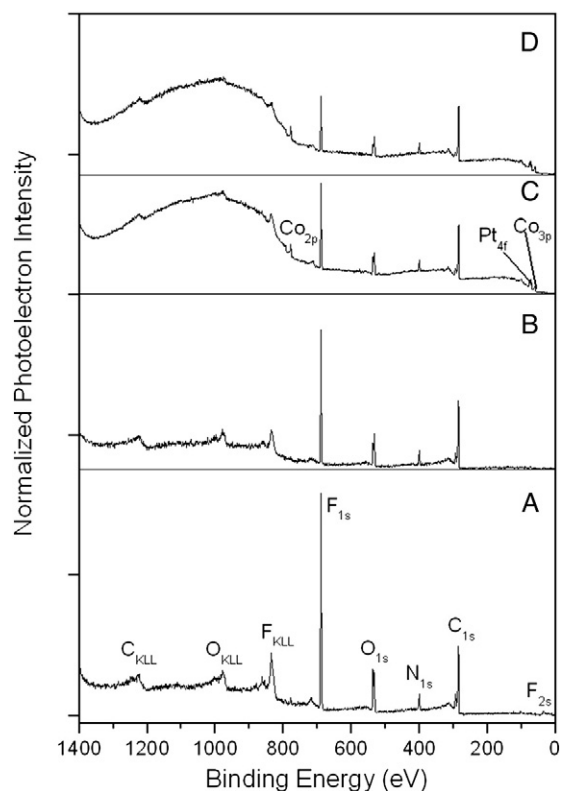 D
C
Co2p
Pt4f
Co3p
B
A
F1s
CKLL
OKLL
FKLL
O1s
N1s
C1s
F2s
1400 1200 1000 800 600 400 200 0
Binding Energy (eV)
Normalized Photoelectron Intensity